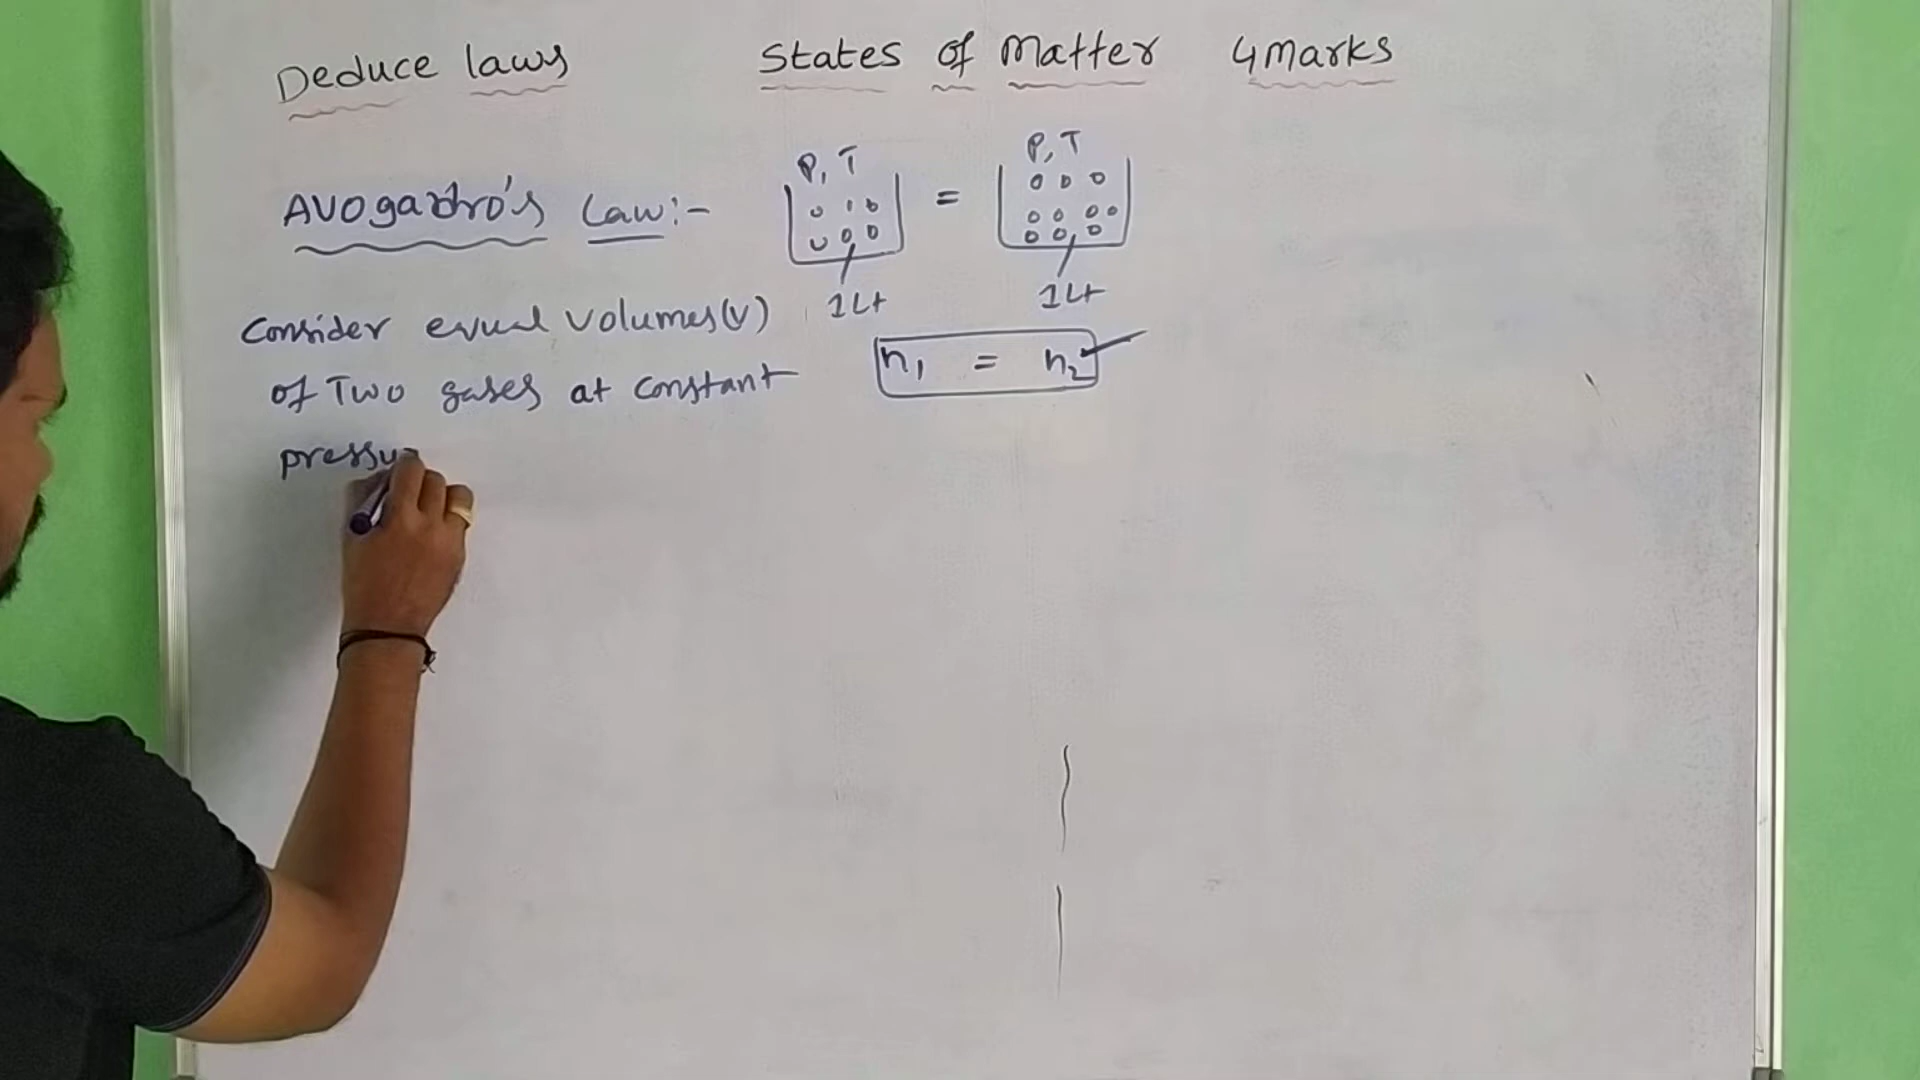 Deduce laws States of Matter 4Marks
AVOgadro's Law:-
P, T = P, T
1Lt 1Lt
Consider equal volumes(V)
of Two gases at constant
n₁ = n₂
pressu